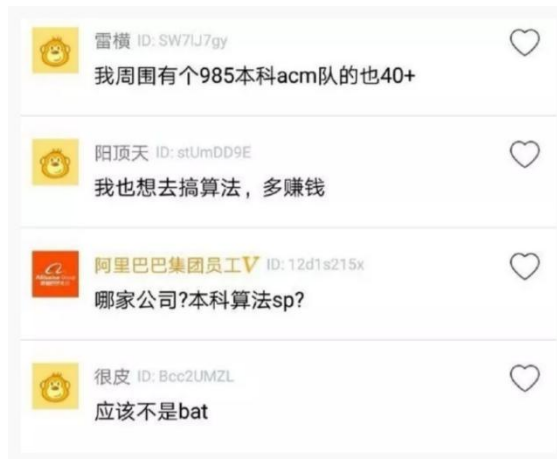 雷横 ID: SW7IJ7gy
我周围有个985本科acm队的也40+
阳顶天 ID: stUmDD9E
我也想去搞算法，多赚钱
阿里巴巴集团员工V ID: 12d1s215x
哪家公司?本科算法sp?
很皮 ID: Bcc2UMZL
应该不是bat